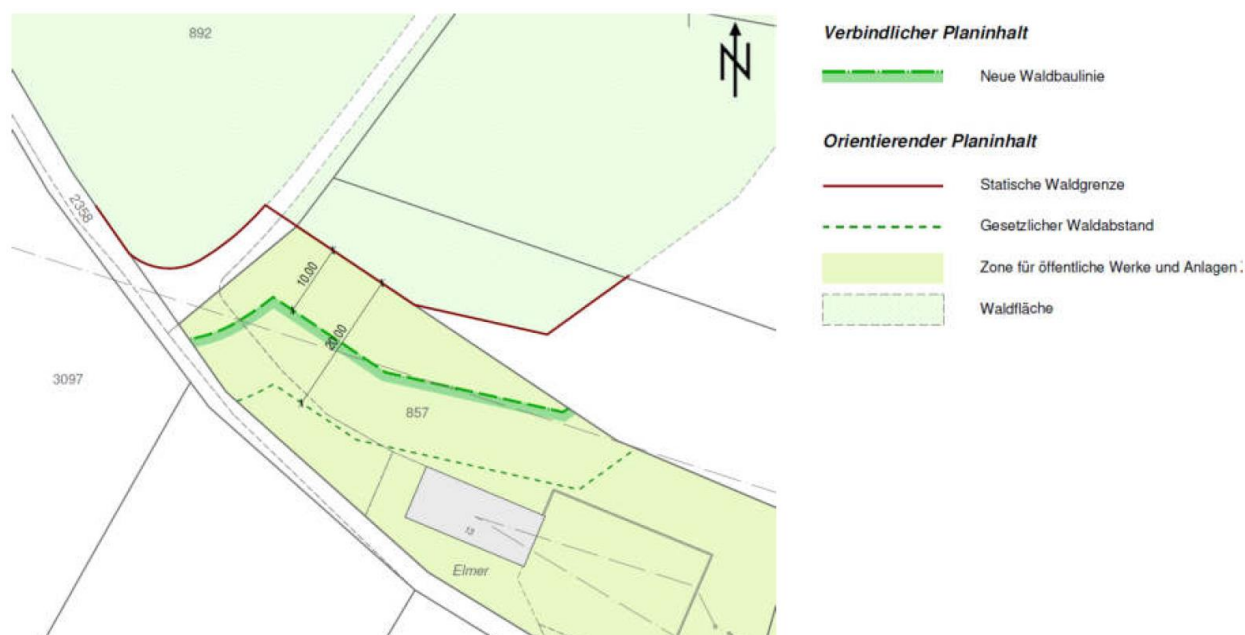 892
N
2358
10.00
20.00
3097
857
13
Elmer
Verbindlicher Planinhalt
Neue Waldbaulinie
Orientierender Planinhalt
Statische Waldgrenze
Gesetzlicher Waldabstand
Zone für öffentliche Werke und Anlagen
Waldfläche